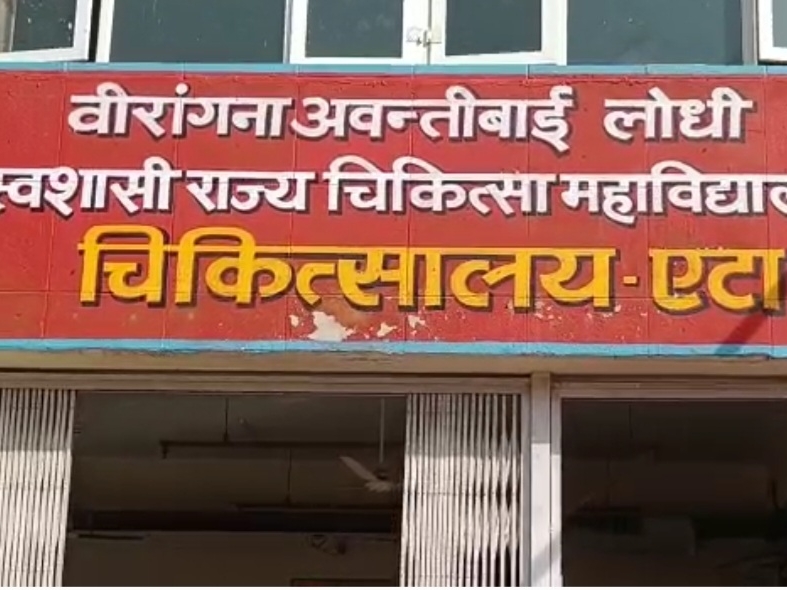 वीरांगना अवन्तीबाई लोधी
स्वशासी राज्य चिकित्सा महाविद्याल
चिकित्सालय - एटा